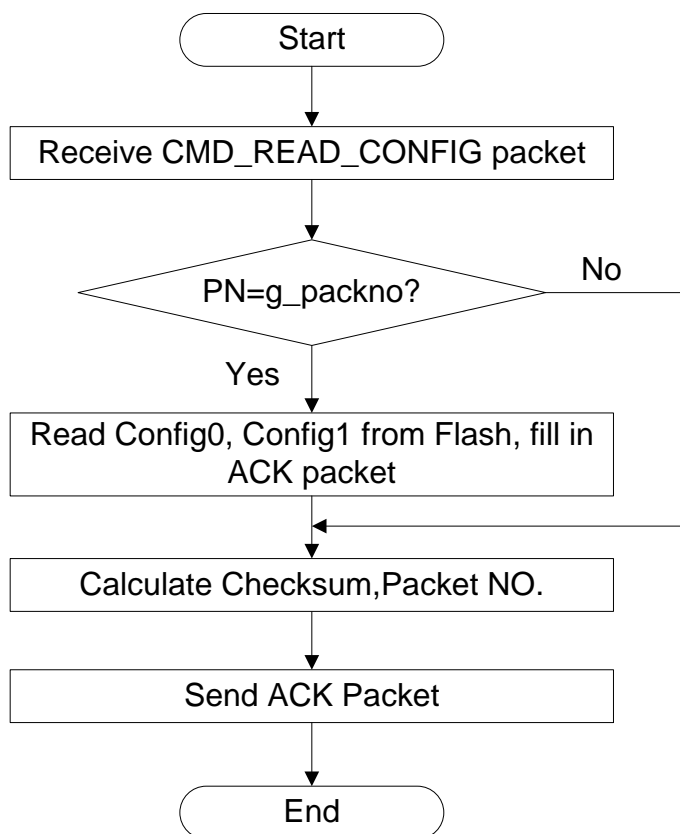 Start
Receive CMD_READ_CONFIG packet
PN=g_packno?
No
Yes
Read Config0, Config1 from Flash, fill in
ACK packet
Calculate Checksum,Packet NO.
Send ACK Packet
End